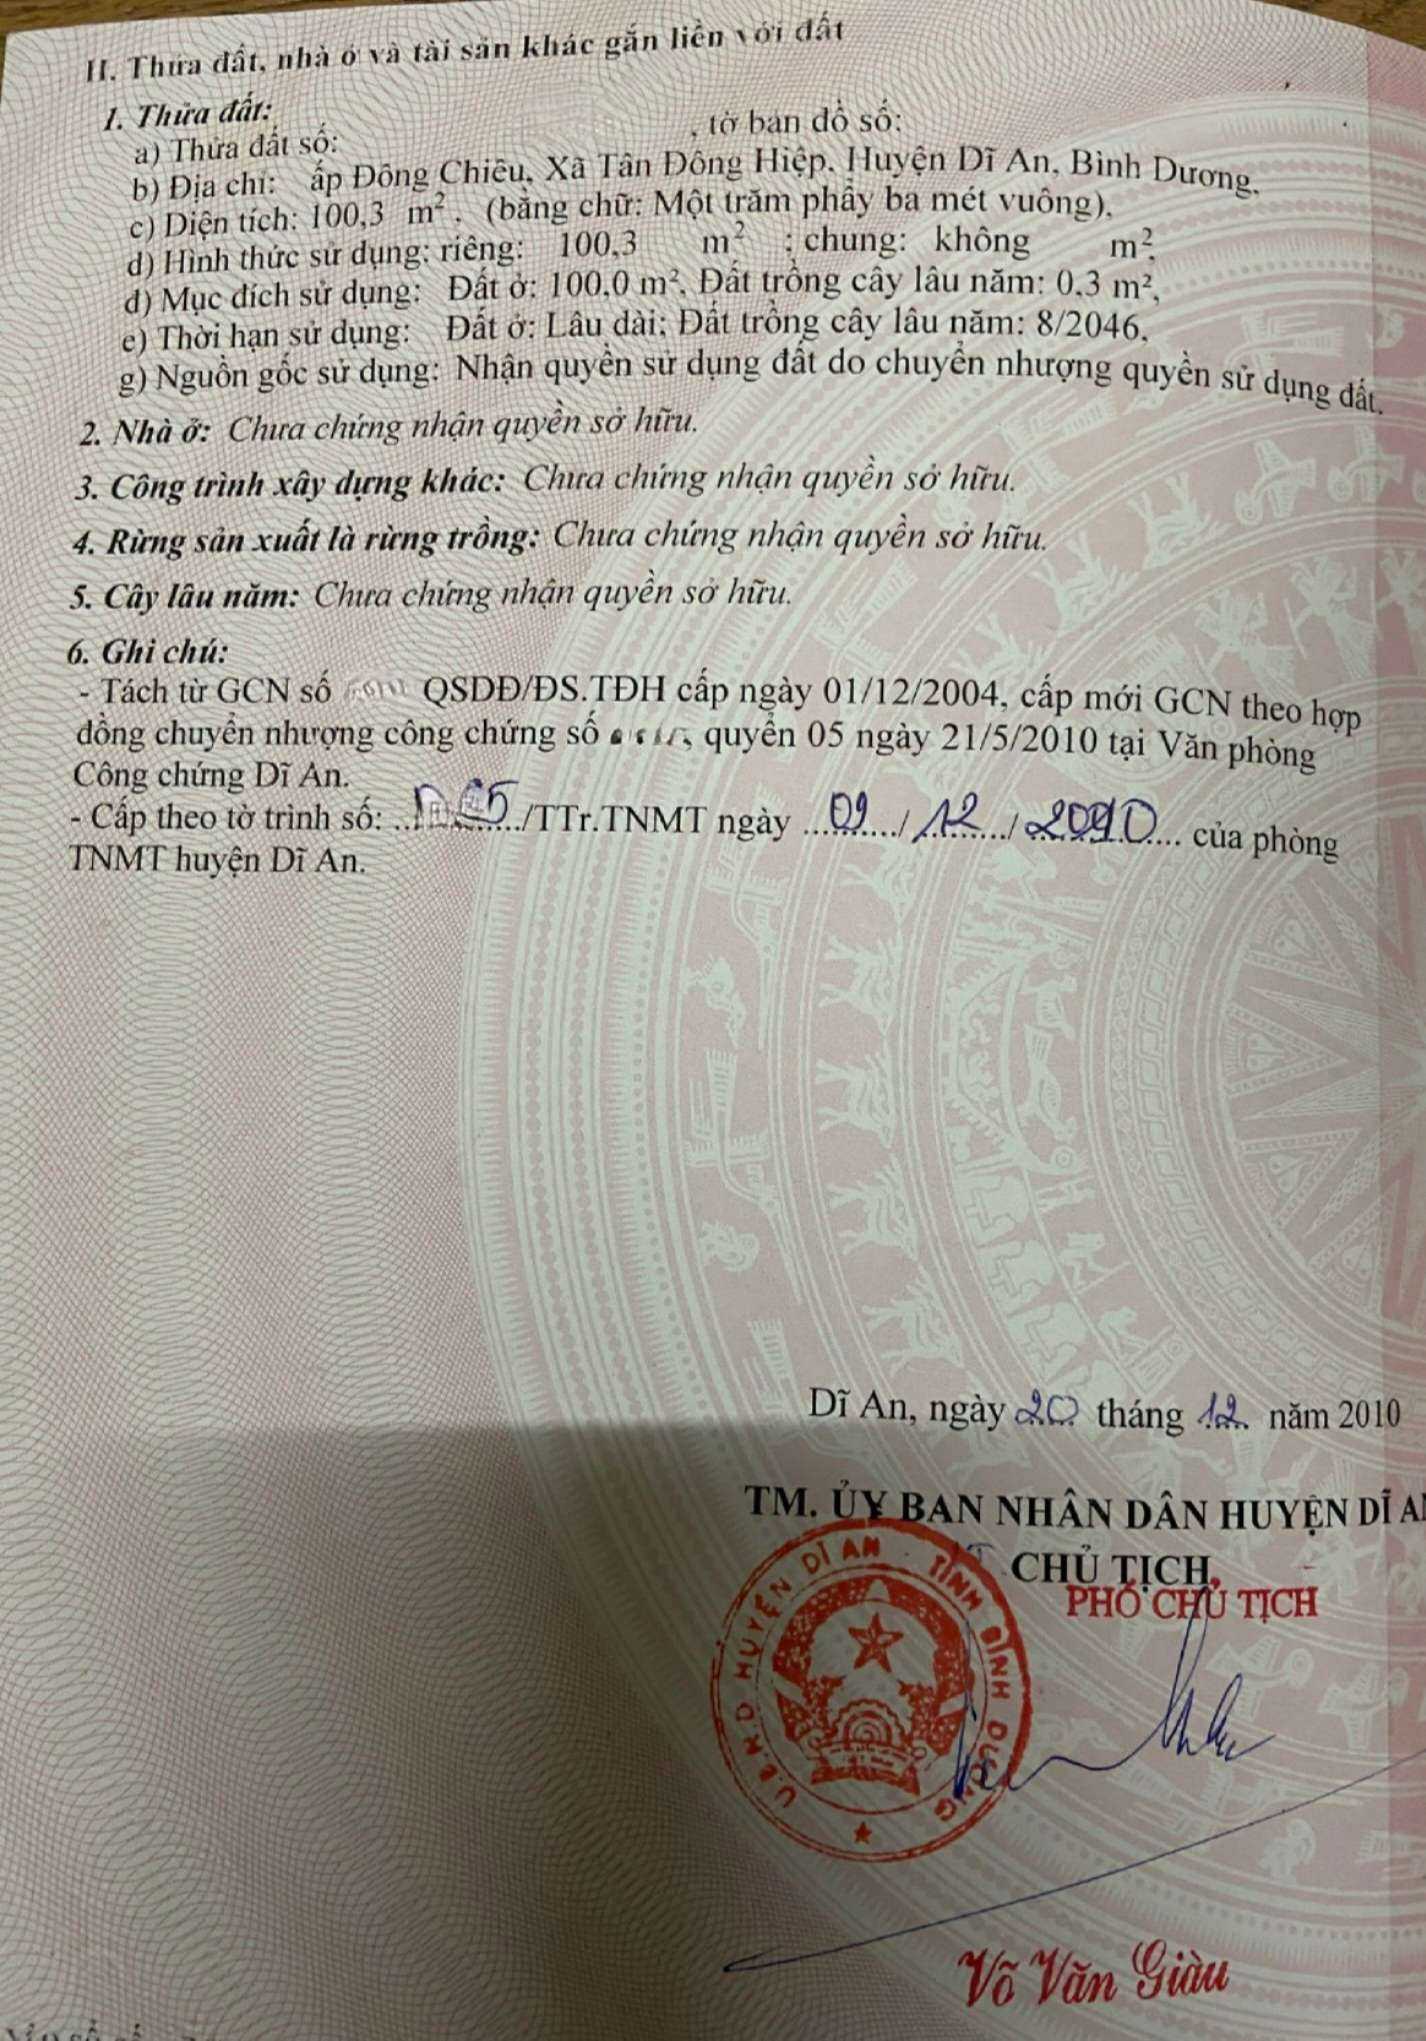 II. Thửa đất, nhà ở và tài sản khác gắn liền với đất
1. Thửa đất:
a) Thửa đất số: , tờ bản đồ số:
b) Địa chỉ: ấp Đông Chiêu, Xã Tân Đông Hiệp, Huyện Dĩ An, Bình Dương.
c) Diện tích: 100,3 m². (bằng chữ: Một trăm phẩy ba mét vuông).
d) Hình thức sử dụng: riêng: 100,3 m² ; chung: không m².
đ) Mục đích sử dụng: Đất ở: 100.0 m², Đất trồng cây lâu năm: 0.3 m².
e) Thời hạn sử dụng: Đất ở: Lâu dài; Đất trồng cây lâu năm: 8/2046.
g) Nguồn gốc sử dụng: Nhận quyền sử dụng đất do chuyển nhượng quyền sử dụng đất.
2. Nhà ở: Chưa chứng nhận quyền sở hữu.
3. Công trình xây dựng khác: Chưa chứng nhận quyền sở hữu.
4. Rừng sản xuất là rừng trồng: Chưa chứng nhận quyền sở hữu.
5. Cây lâu năm: Chưa chứng nhận quyền sở hữu.
6. Ghi chú:
- Tách từ GCN số QSDĐ/ĐS.TĐH cấp ngày 01/12/2004, cấp mới GCN theo hợp
đồng chuyển nhượng công chứng số quyển 05 ngày 21/5/2010 tại Văn phòng
Công chứng Dĩ An.
- Cấp theo tờ trình số: /TTr.TNMT ngày 09/12/2010 của phòng
TNMT huyện Dĩ An.
Dĩ An, ngày 20 tháng 12 năm 2010
TM. ỦY BAN NHÂN DÂN HUYỆN DĨ AN
KT CHỦ TỊCH
PHÓ CHỦ TỊCH
U.B.N.D HUYỆN DĨ AN - TỈNH BÌNH DƯƠNG
Võ Văn Giàu